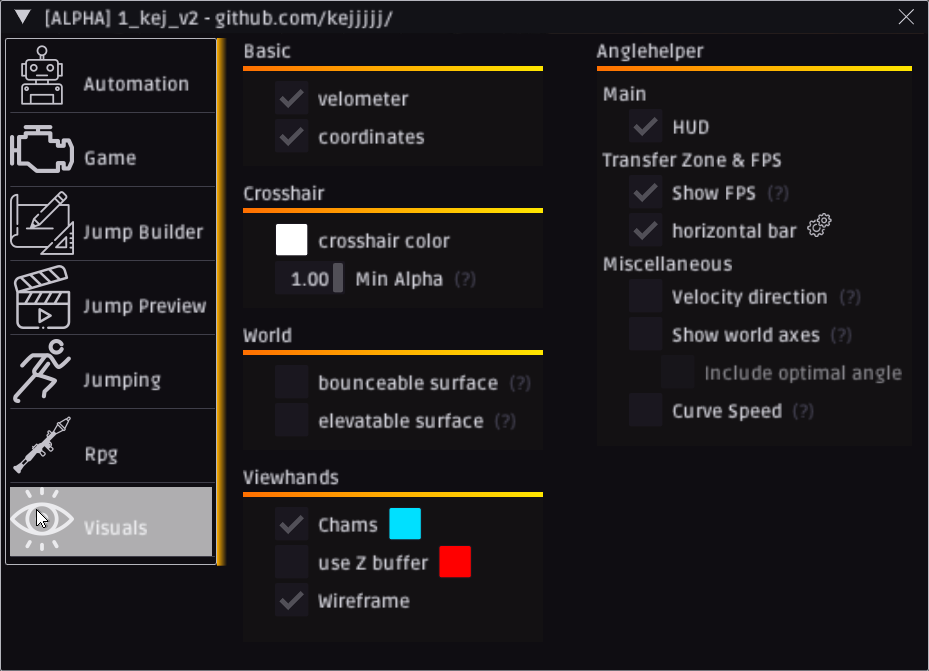 [ALPHA] 1_kej_v2 - github.com/kejjjjj/
Automation
Game
Jump Builder
Jump Preview
Jumping
Rpg
Visuals
Basic
velometer
coordinates
Crosshair
crosshair color
1.00 Min Alpha (?)
World
bounceable surface (?)
elevatable surface (?)
Viewhands
Chams
use Z buffer
Wireframe
Anglehelper
Main
HUD
Transfer Zone & FPS
Show FPS (?)
horizontal bar
Miscellaneous
Velocity direction (?)
Show world axes (?)
Include optimal angle
Curve Speed (?)